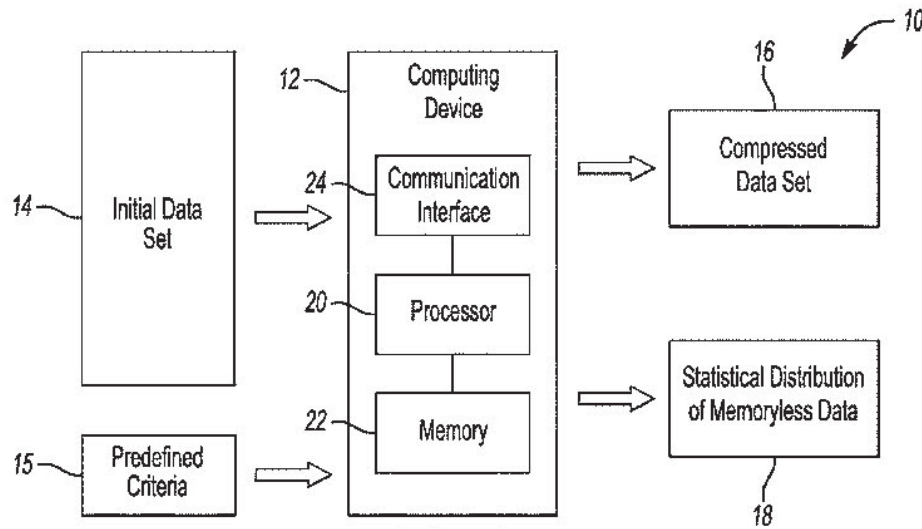 10
14
Initial Data
Set
15
Predefined
Criteria
12
Computing
Device
24
Communication
Interface
20
Processor
22
Memory
16
Compressed
Data Set
Statistical Distribution
of Memoryless Data
18